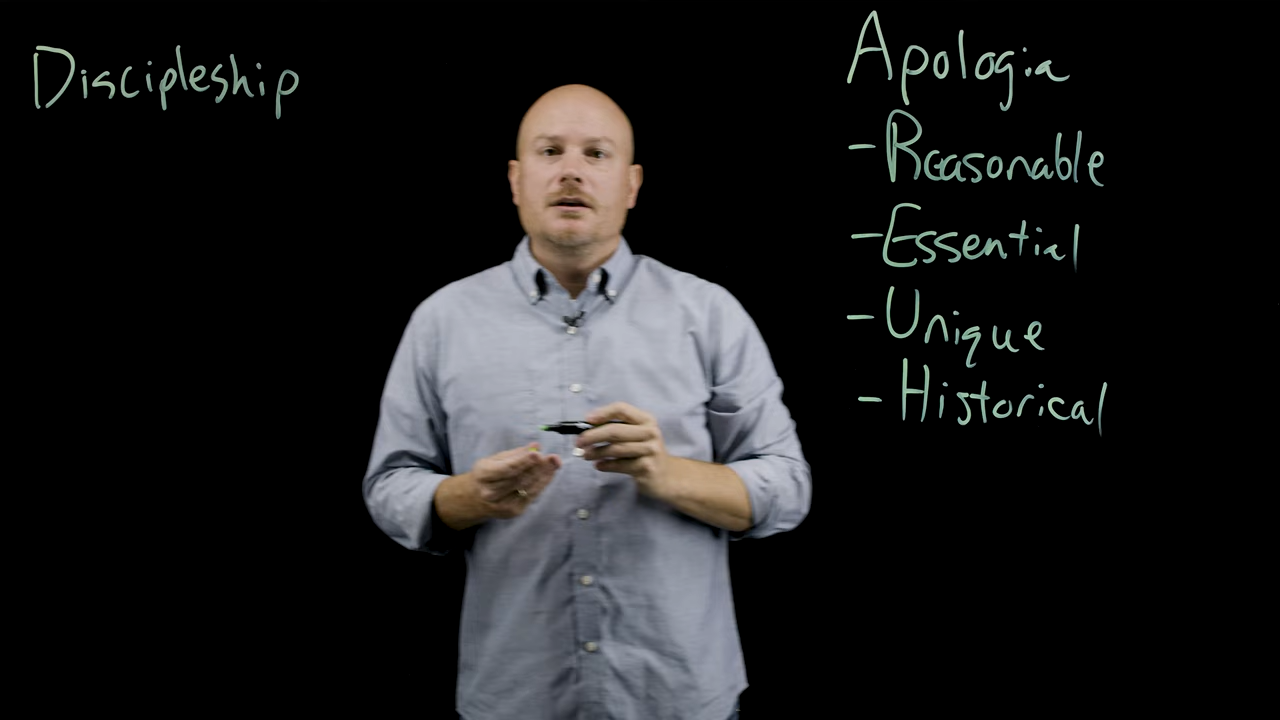 Discipleship
Apologia
-Reasonable
-Essential
-Unique
- Historical